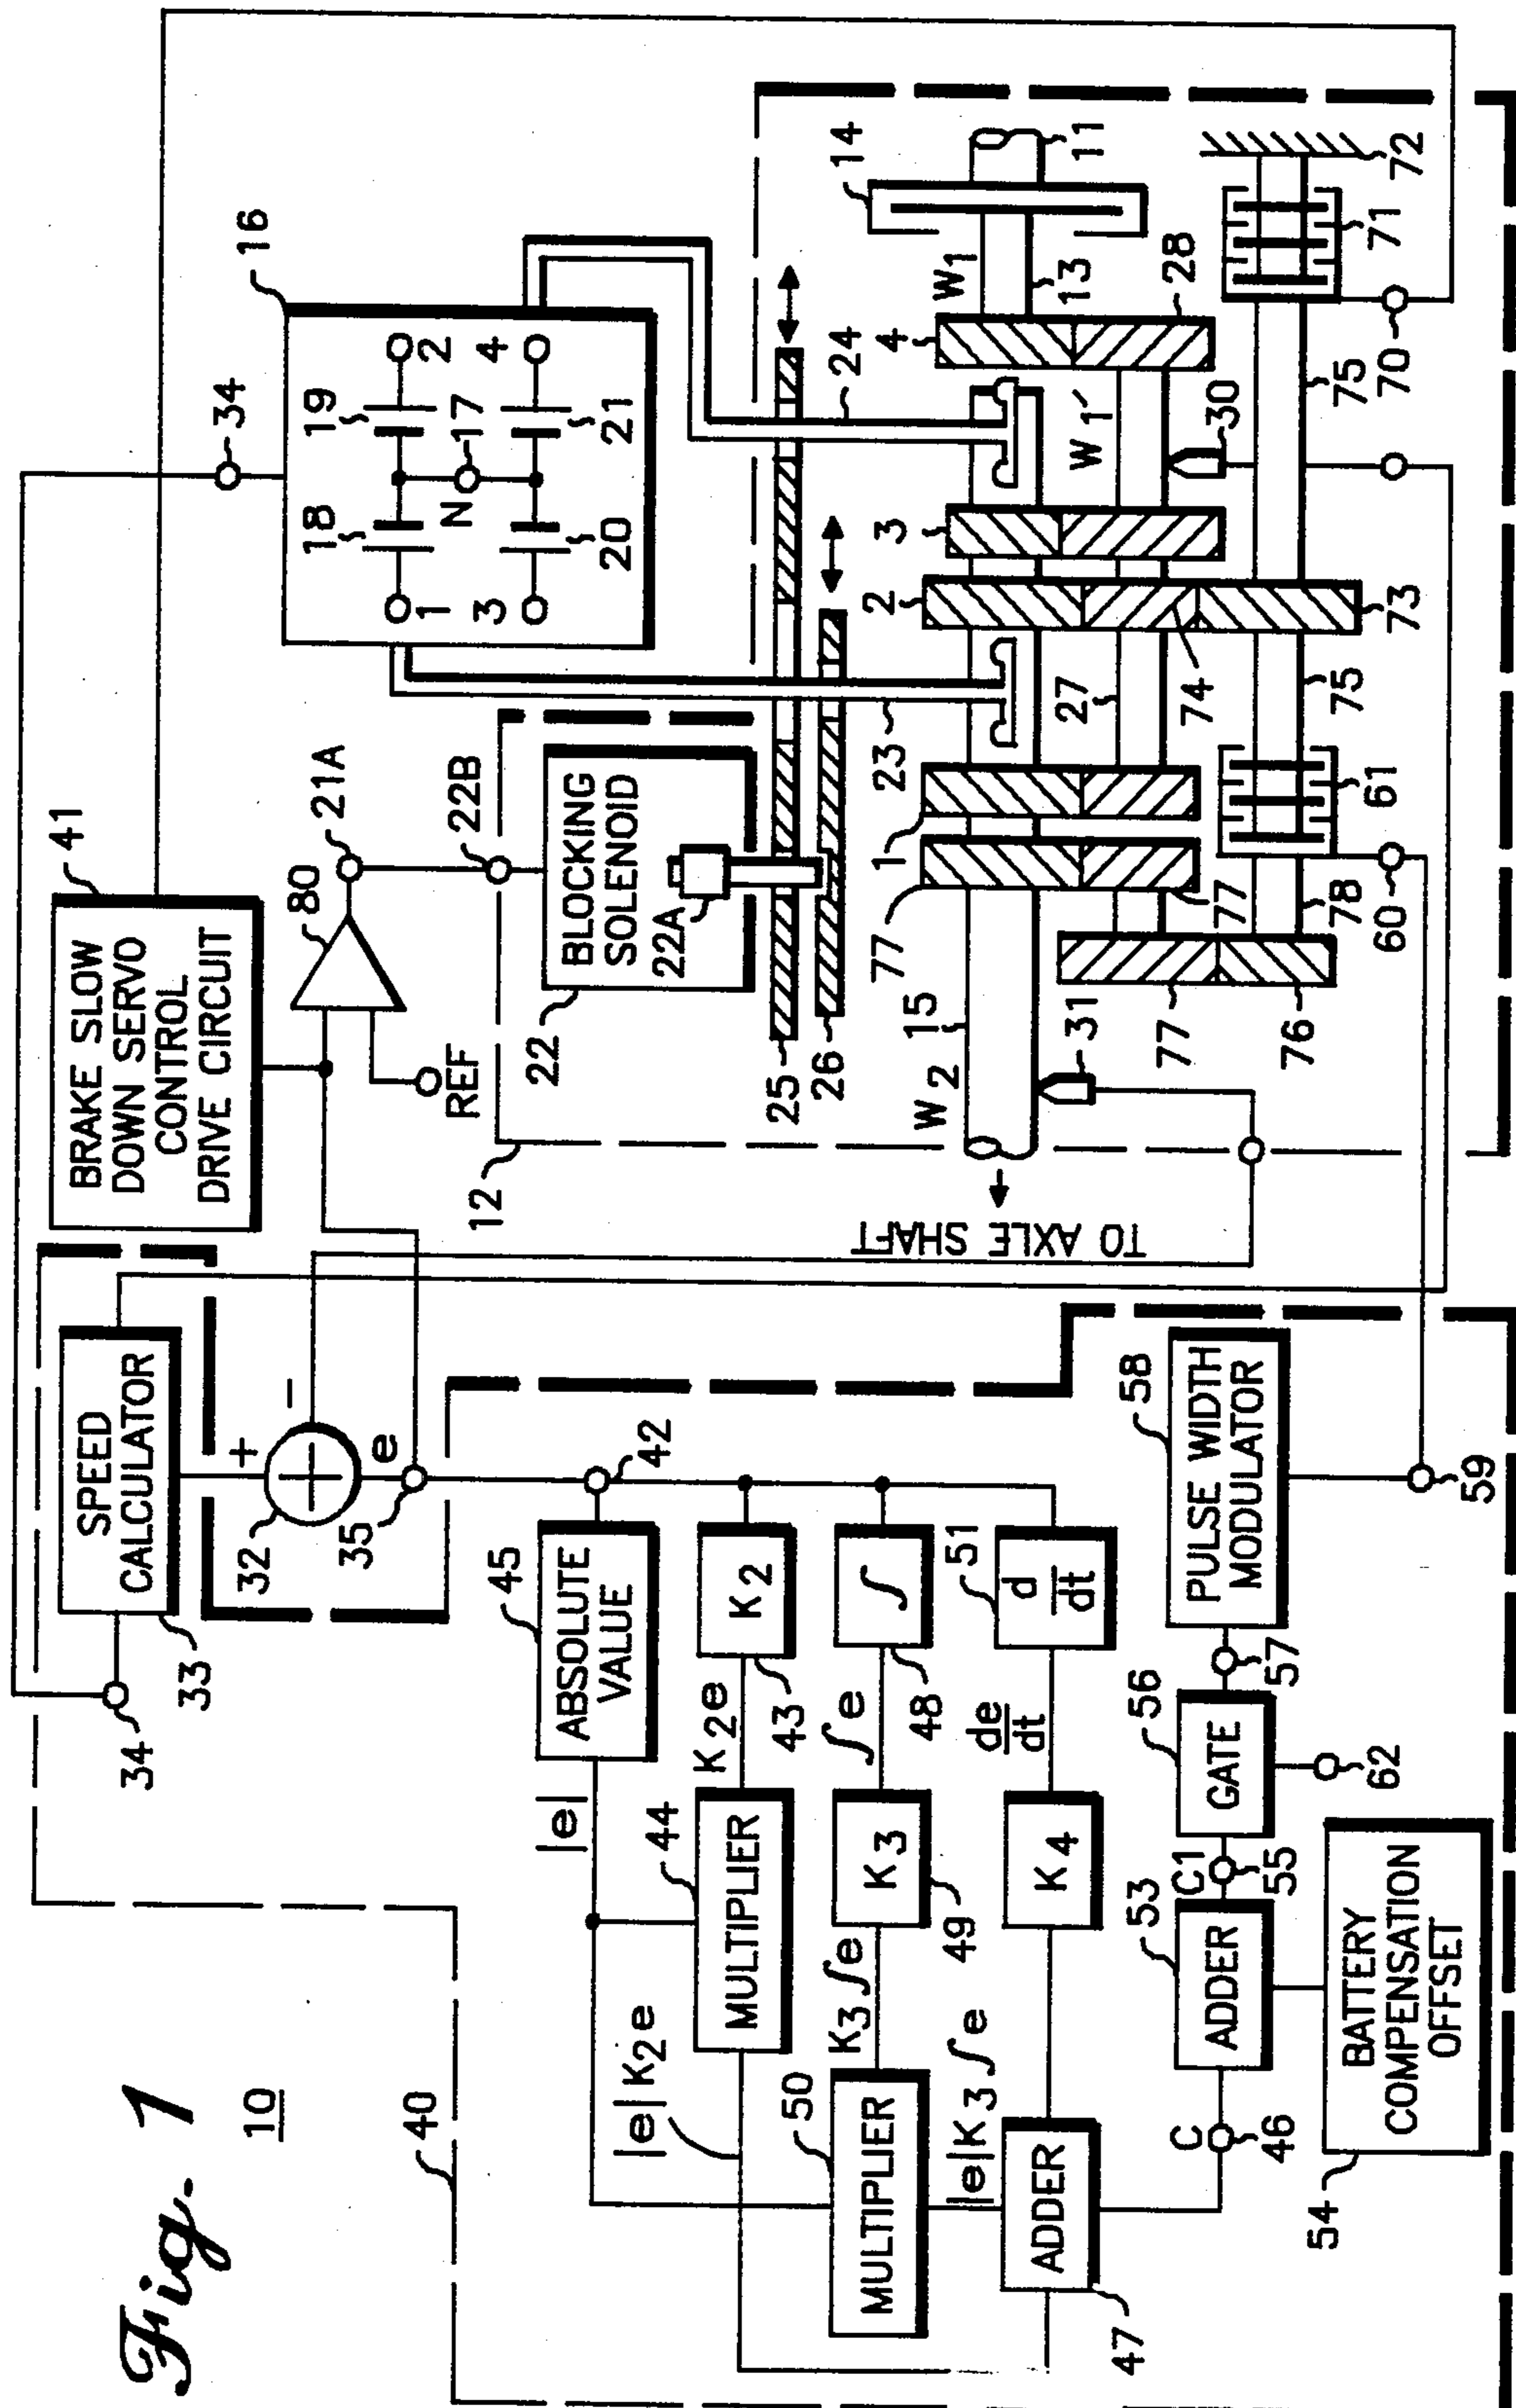 Fig. 1
10
40
SPEED
CALCULATOR
33
34
+
−
32
e
35
BRAKE SLOW
DOWN SERVO
CONTROL
DRIVE CIRCUIT
41
80
REF
21A
22B
16
34
18
19
1
2
N
17
3
4
20
21
12
BLOCKING
SOLENOID
22A
22
25
26
23
24
14
11
13
W1
W1'
28
4
3
2
1
77
15
W2
31
TO AXLE SHAFT
27
74
30
73
75
75
72
71
70
61
60
78
77
77
76
42
ABSOLUTE
VALUE
45
|e|
K2
43
K2e
MULTIPLIER
44
|e|K2e
∫
48
∫e
K3
49
K3∫e
MULTIPLIER
50
|e|K3∫e
d
dt
51
de
dt
K4
ADDER
47
C
46
ADDER
53
C1
55
GATE
56
62
57
PULSE WIDTH
MODULATOR
58
59
BATTERY
COMPENSATION
OFFSET
54